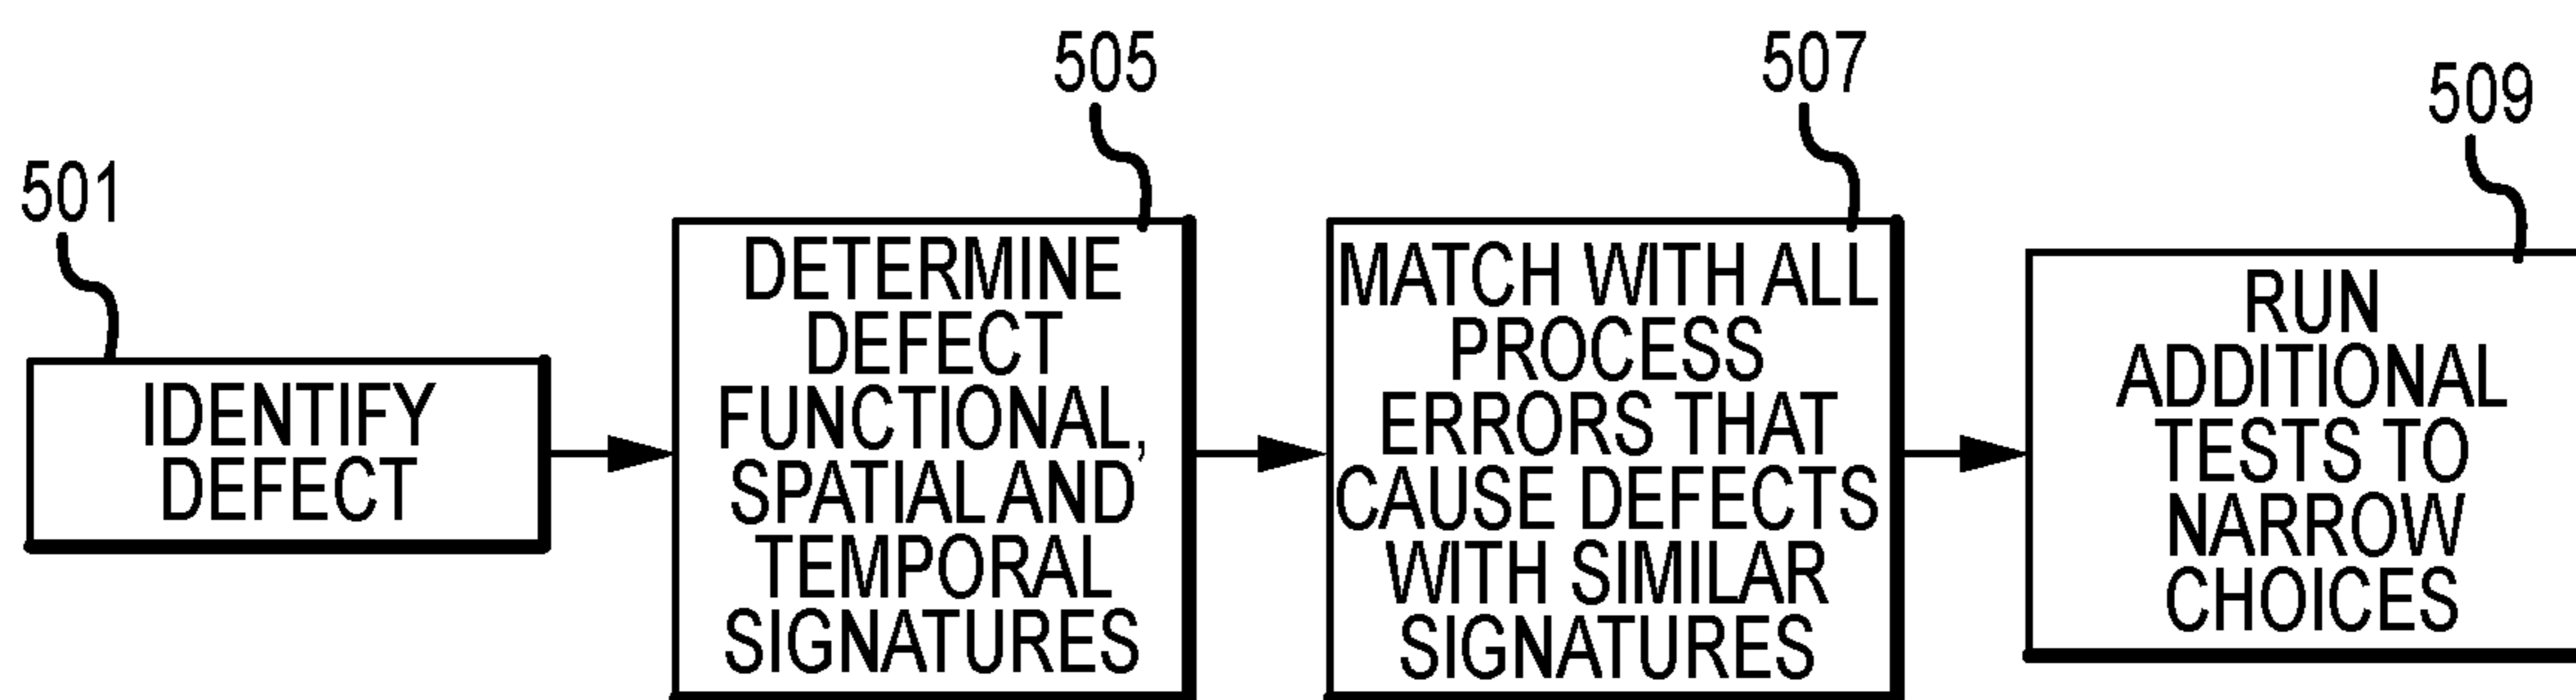 501
IDENTIFY
DEFECT
505
DETERMINE
DEFECT
FUNCTIONAL,
SPATIAL AND
TEMPORAL
SIGNATURES
507
MATCH WITH ALL
PROCESS
ERRORS THAT
CAUSE DEFECTS
WITH SIMILAR
SIGNATURES
509
RUN
ADDITIONAL
TESTS TO
NARROW
CHOICES